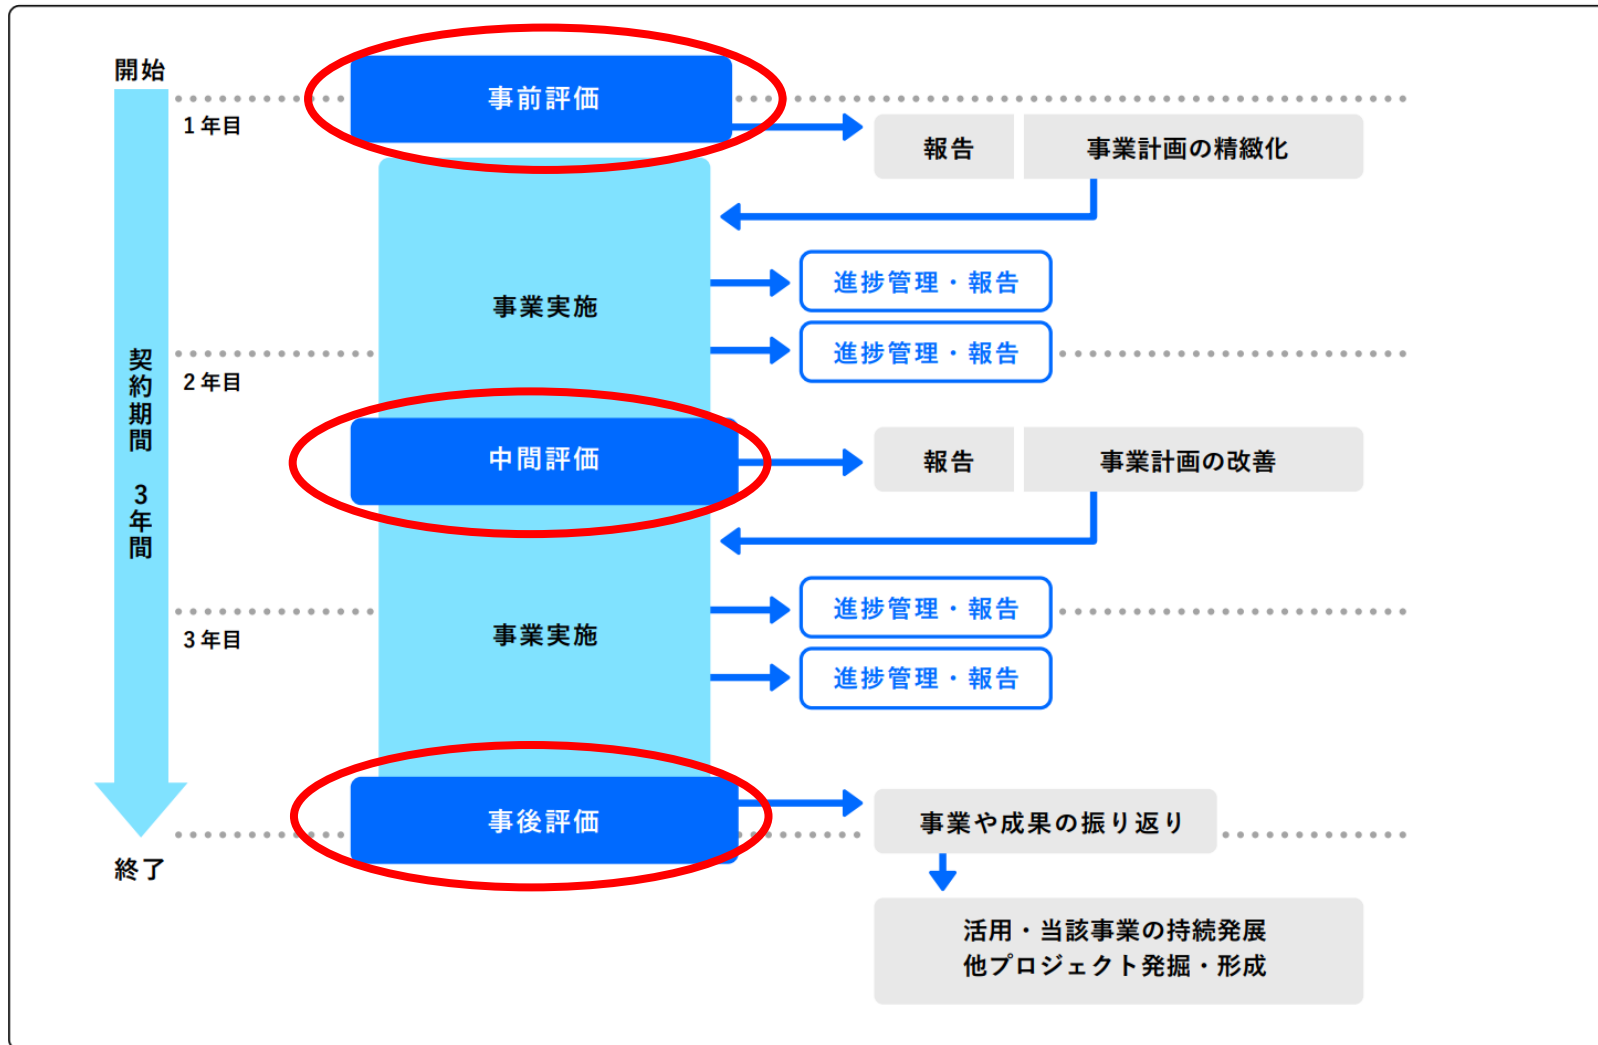 開始
事前評価
1年目
報告
事業計画の精緻化
事業実施
進捗管理・報告
進捗管理・報告
2年目
契約期間 3年間
中間評価
報告
事業計画の改善
事業実施
進捗管理・報告
3年目
進捗管理・報告
事後評価
事業や成果の振り返り
終了
活用・当該事業の持続発展
他プロジェクト発掘・形成